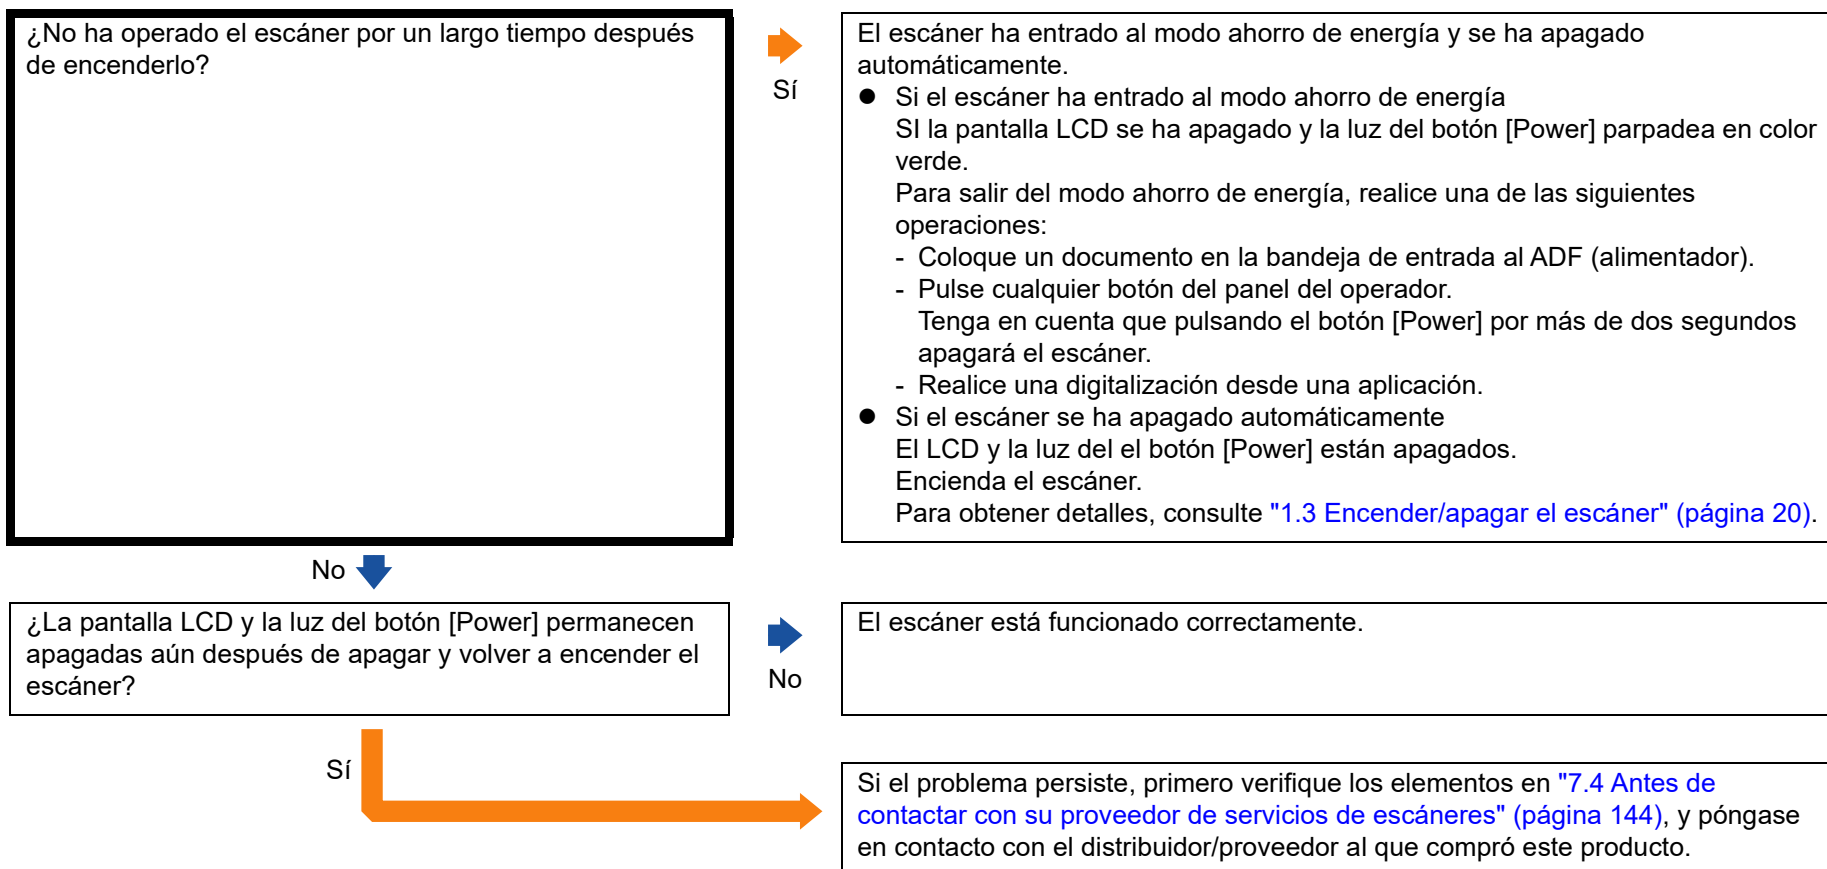 ¿No ha operado el escáner por un largo tiempo después
de encenderlo?
Sí
El escáner ha entrado al modo ahorro de energía y se ha apagado
automáticamente.
● Si el escáner ha entrado al modo ahorro de energía
SI la pantalla LCD se ha apagado y la luz del botón [Power] parpadea en color
verde.
Para salir del modo ahorro de energía, realice una de las siguientes
operaciones:
- Coloque un documento en la bandeja de entrada al ADF (alimentador).
- Pulse cualquier botón del panel del operador.
Tenga en cuenta que pulsando el botón [Power] por más de dos segundos
apagará el escáner.
- Realice una digitalización desde una aplicación.
● Si el escáner se ha apagado automáticamente
El LCD y la luz del el botón [Power] están apagados.
Encienda el escáner.
Para obtener detalles, consulte "1.3 Encender/apagar el escáner" (página 20).
No
¿La pantalla LCD y la luz del botón [Power] permanecen
apagadas aún después de apagar y volver a encender el
escáner?
No
El escáner está funcionado correctamente.
Sí
Si el problema persiste, primero verifique los elementos en "7.4 Antes de
contactar con su proveedor de servicios de escáneres" (página 144), y póngase
en contacto con el distribuidor/proveedor al que compró este producto.